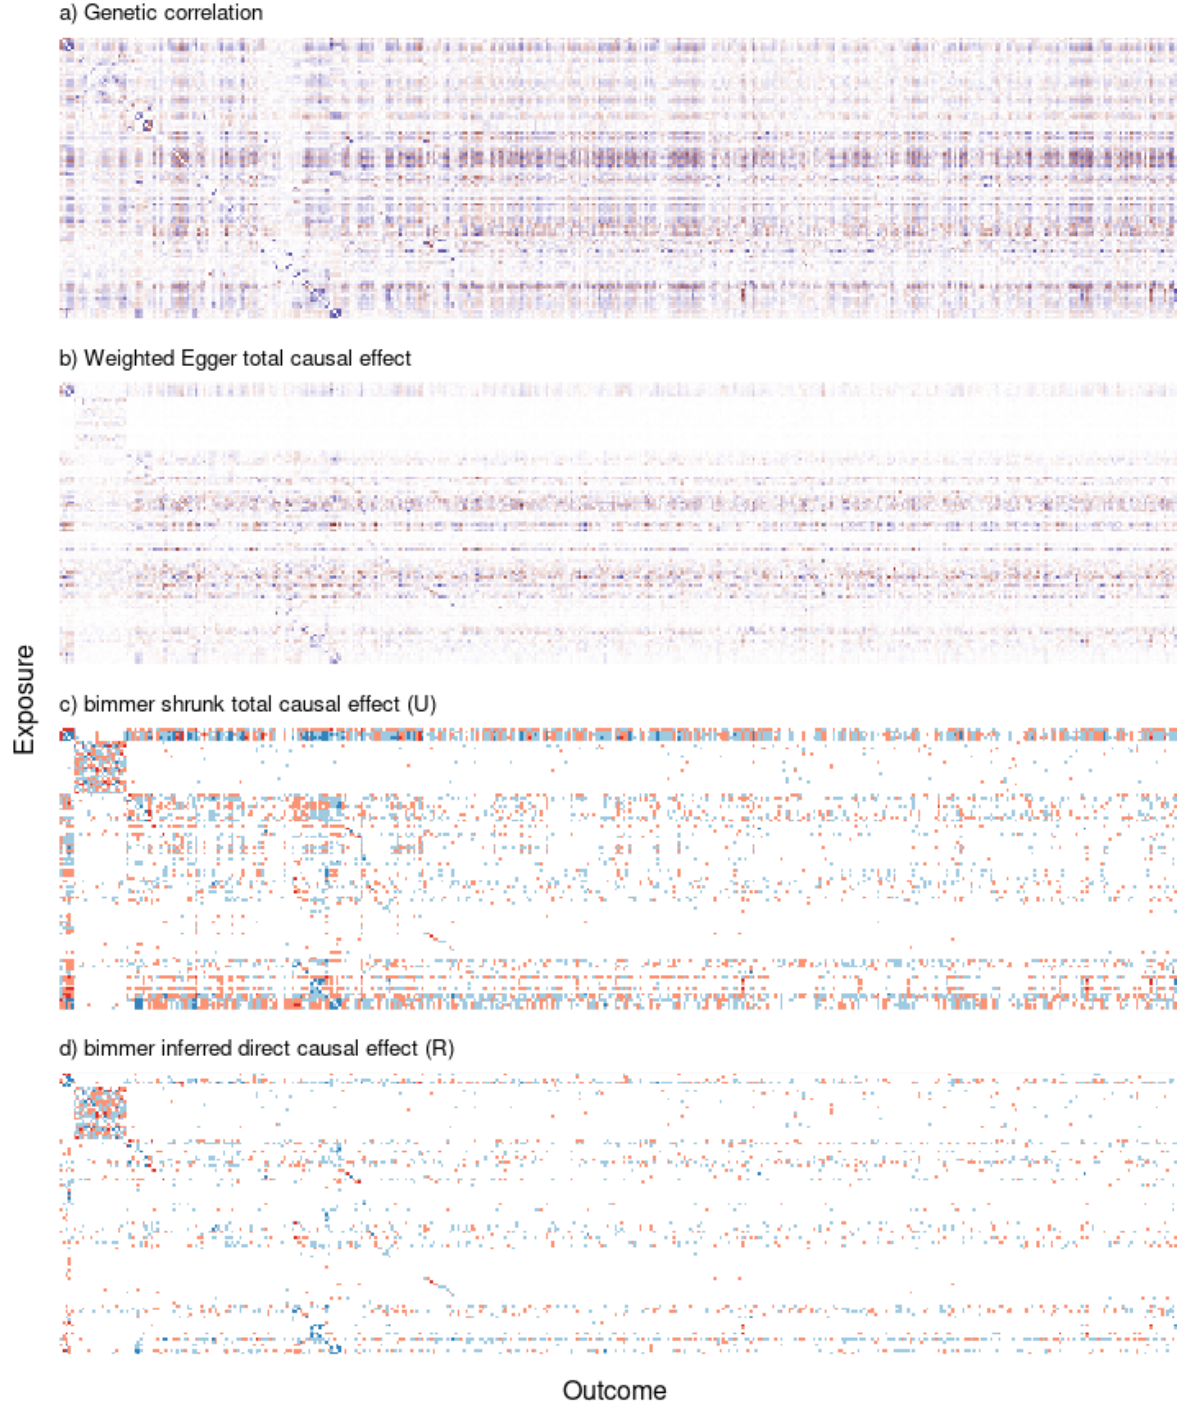 a) Genetic correlation
b) Weighted Egger total causal effect
c) bimmer shrunk total causal effect (U)
d) bimmer inferred direct causal effect (R)
Exposure
Outcome